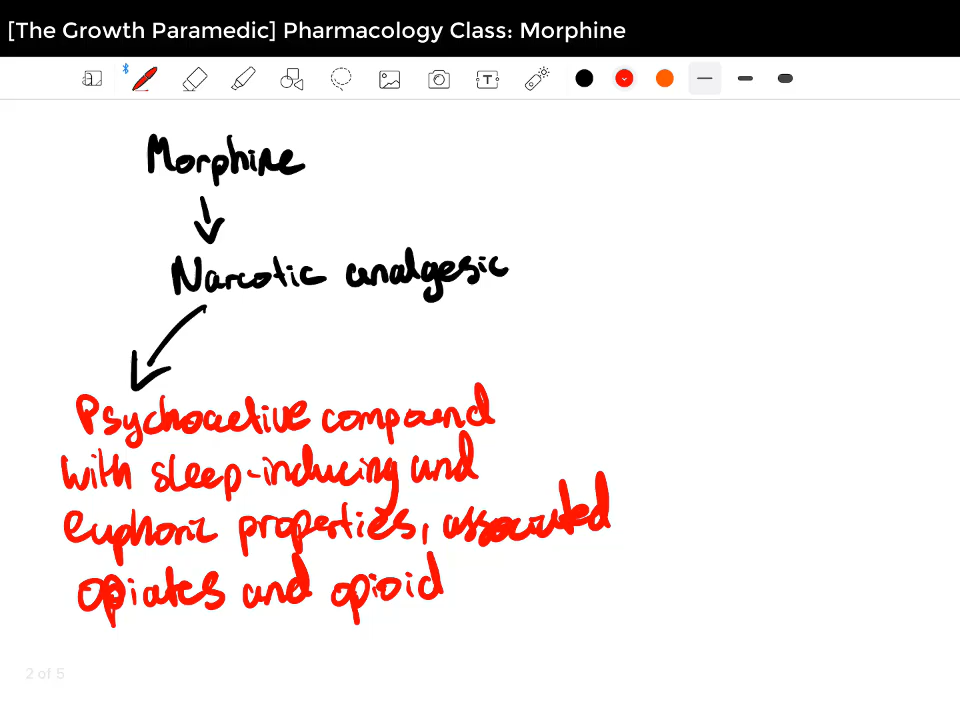 [The Growth Paramedic] Pharmacology Class: Morphine
Morphine
Narcotic analgesic
Psychoactive compound
with sleep-inducing and
euphoric properties, associated
opiates and opioid
2 of 5